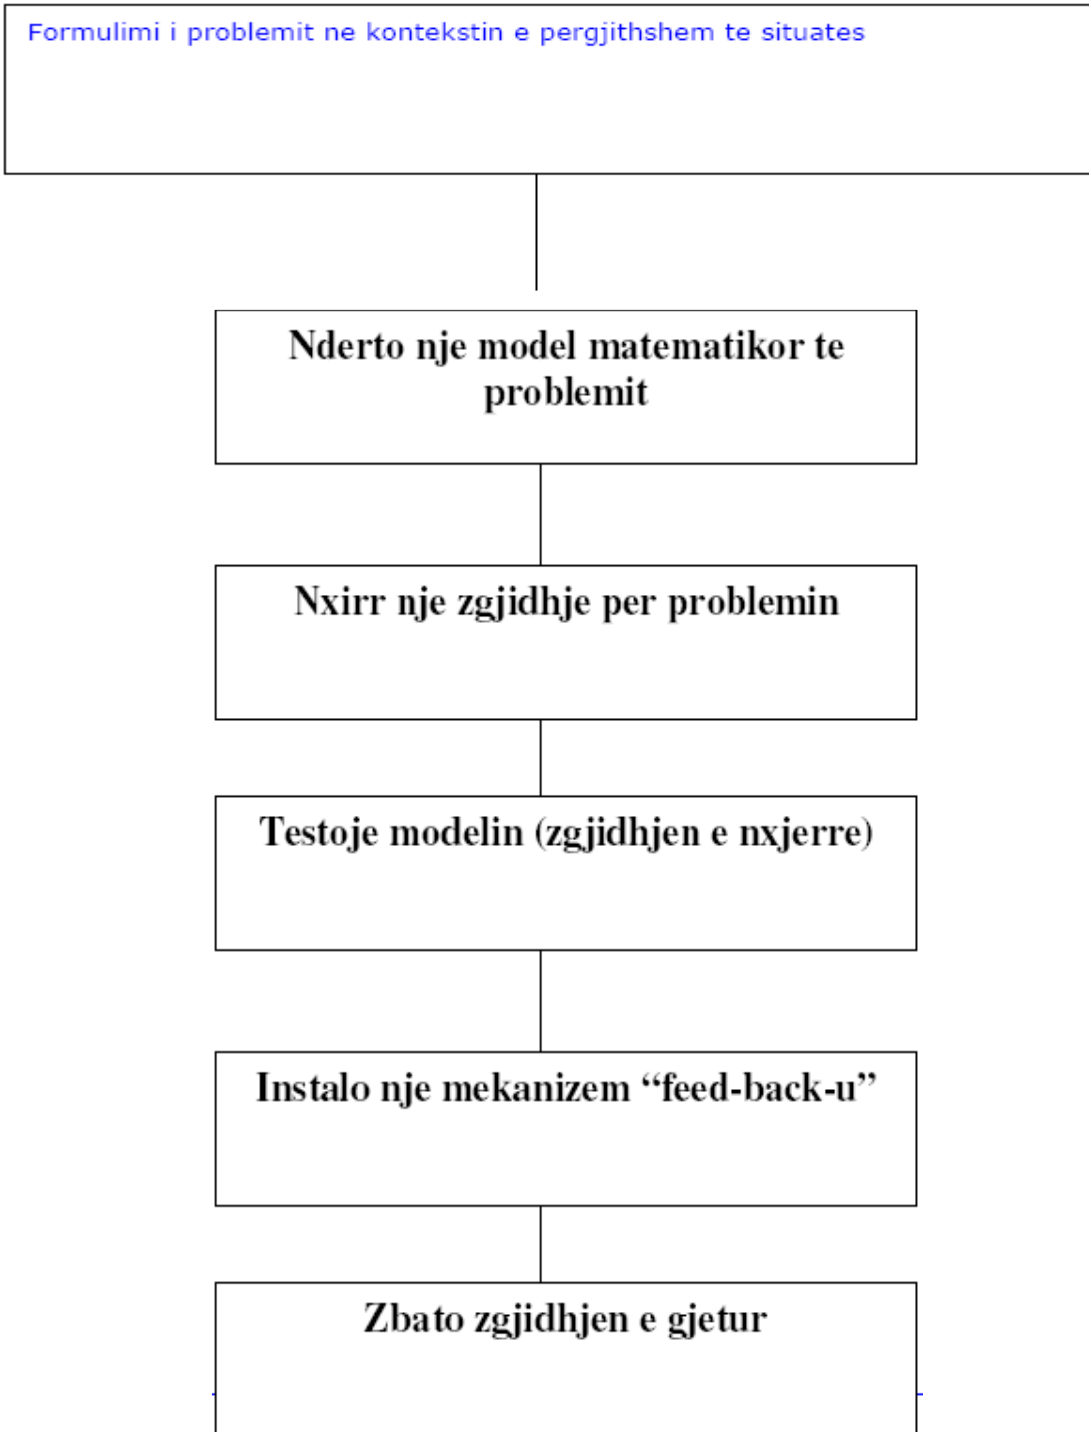 Formulimi i problemit ne kontekstin e pergjithshem te situates
Nderto nje model matematikor te
problemit
Nxirr nje zgjidhje per problemin
Testoje modelin (zgjidhjen e nxjerre)
Instalo nje mekanizem “feed-back-u”
Zbato zgjidhjen e gjetur